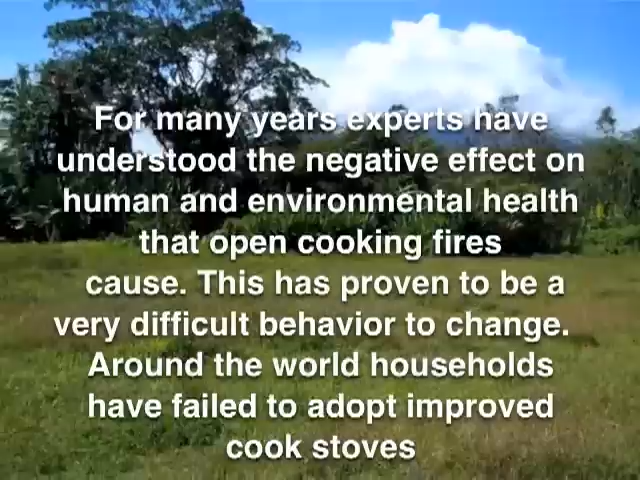 For many years experts have
understood the negative effect on
human and environmental health
that open cooking fires
cause. This has proven to be a
very difficult behavior to change.
Around the world households
have failed to adopt improved
cook stoves